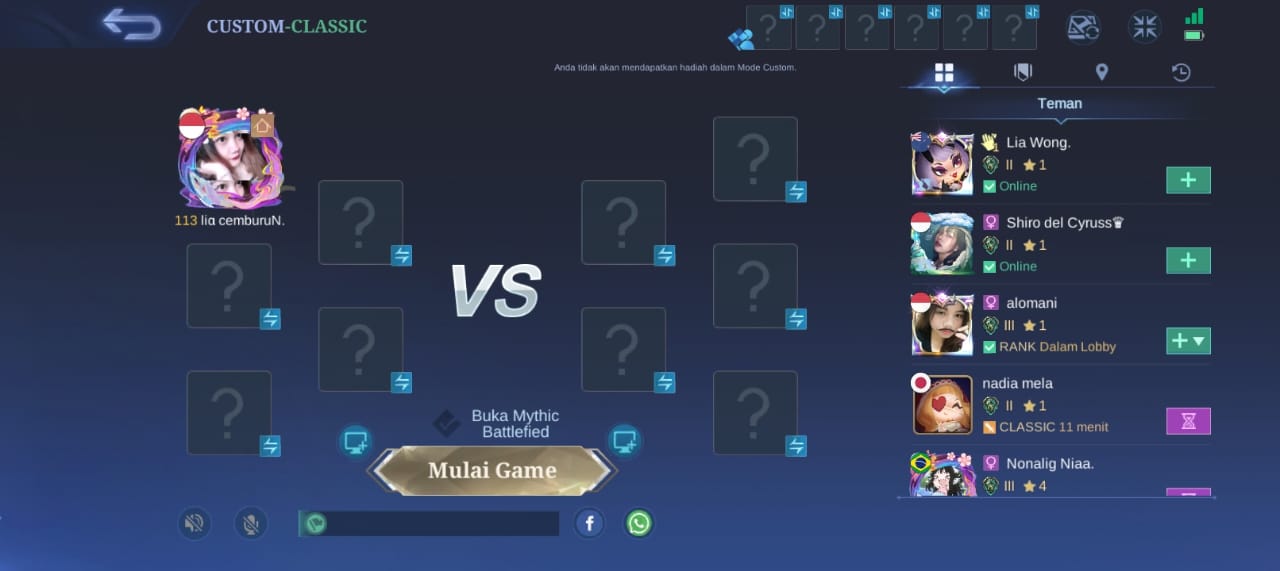 CUSTOM-CLASSIC
Anda tidak akan mendapatkan hadiah dalam Mode Custom.
Teman
113 liɑ cemburuN.
VS
Buka Mythic
Battlefied
Mulai Game
Lia Wong.
II ★ 1
Online
Shiro del Cyruss♛
II ★ 1
Online
alomani
III ★ 1
RANK Dalam Lobby
nadia mela
II ★ 1
CLASSIC 11 menit
Nonalig Niaa.
III ★ 4